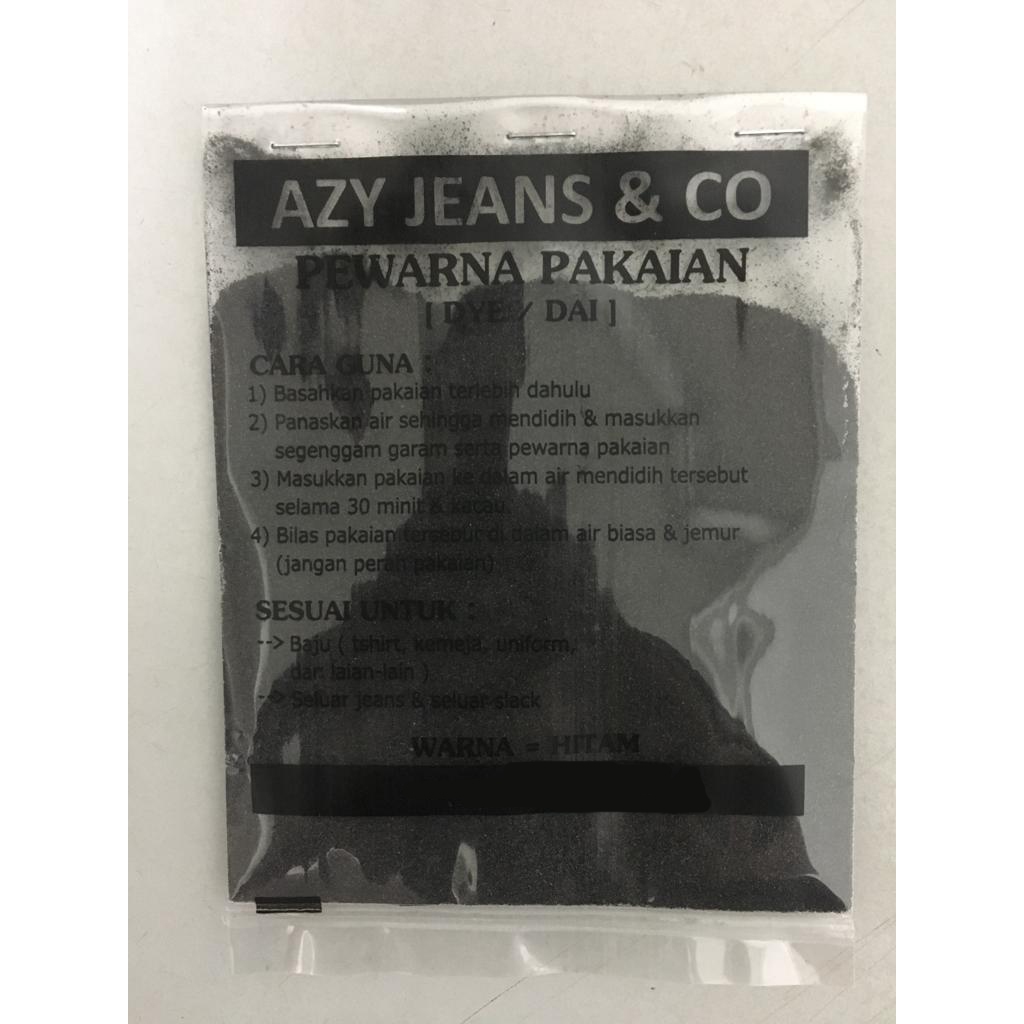 AZY JEANS & CO
PEWARNA PAKAIAN
[ DYE / DAI ]
CARA GUNA :
1) Basahkan pakaian terlebih dahulu
2) Panaskan air sehingga mendidih & masukkan
segenggam garam serta pewarna pakaian
3) Masukkan pakaian ke dalam air mendidih tersebut
selama 30 minit & kacau.
4) Bilas pakaian tersebut di dalam air biasa & jemur
(jangan perah pakaian)
SESUAI UNTUK :
--> Baju ( tshirt, kemeja, uniform,
dan laian-lain )
--> Seluar jeans & seluar slack
WARNA = HITAM